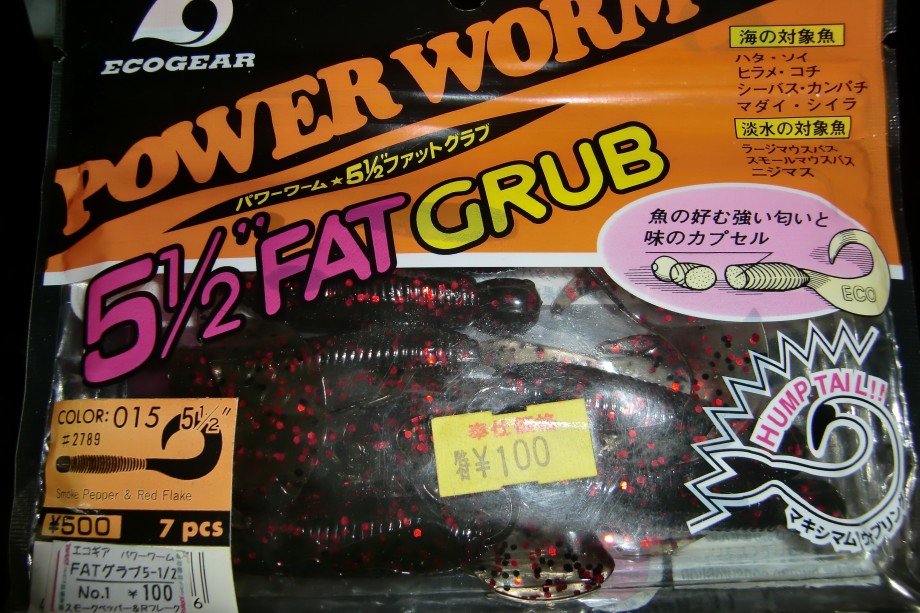 ECOGEAR
POWER WORM
パワーワーム★5½"ファットグラブ
5½" FAT GRUB
海の対象魚
ハタ・ソイ
ヒラメ・コチ
シーバス・カンパチ
マダイ・シイラ
淡水の対象魚
ラージマウスバス
スモールマウスバス
ニジマス
魚の好む強い匂いと
味のカプセル
ECO
HUMP TAIL!!
マキシマム
COLOR: 015 5½"
#2789
Smoke Pepper & Red Flake
¥500 7 pcs
奉仕価格
¥100
エコギア パワーワーム
FATグラブ5-1/2
No.1 ¥100
スモークペッパー&Rフレーク
6